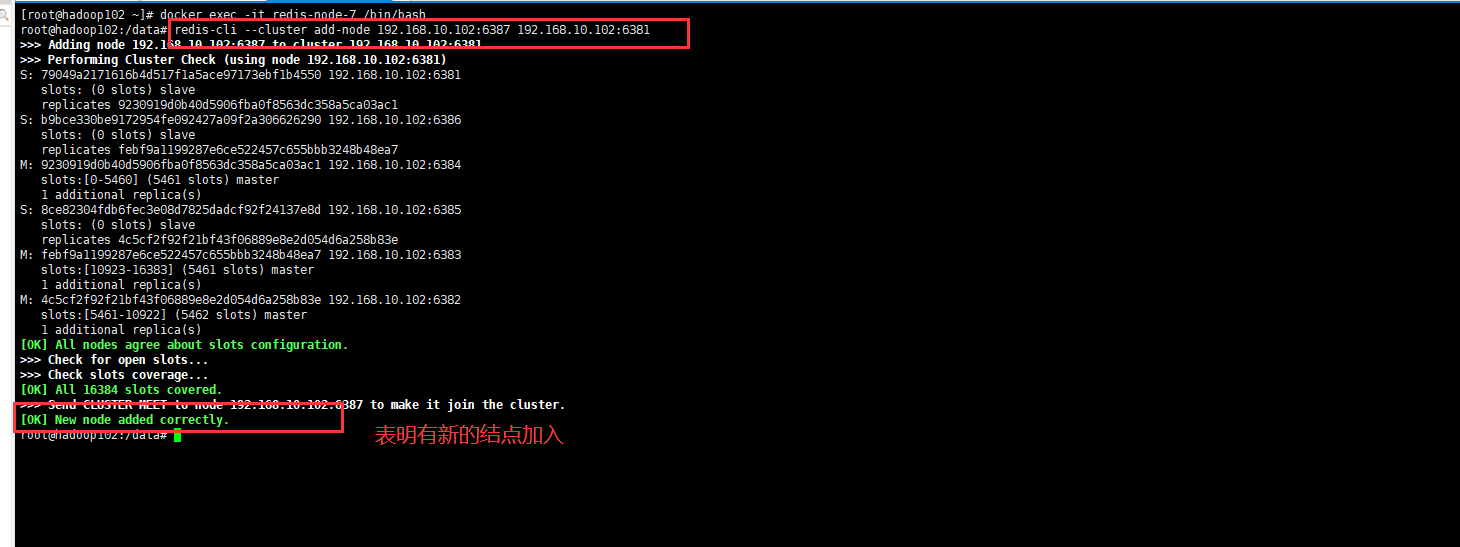 [root@hadoop102 ~]# docker exec -it redis-node-7 /bin/bash
root@hadoop102:/data# redis-cli --cluster add-node 192.168.10.102:6387 192.168.10.102:6381
>>> Adding node 192.168.10.102:6387 to cluster 192.168.10.102:6381
>>> Performing Cluster Check (using node 192.168.10.102:6381)
S: 79049a2171616b4d517f1a5ace97173ebf1b4550 192.168.10.102:6381
slots: (0 slots) slave
replicates 9230919d0b40d5906fba0f8563dc358a5ca03ac1
S: b9bce330be9172954fe092427a09f2a306626290 192.168.10.102:6386
slots: (0 slots) slave
replicates febf9a1199287e6ce522457c655bbb3248b48ea7
M: 9230919d0b40d5906fba0f8563dc358a5ca03ac1 192.168.10.102:6384
slots:[0-5460] (5461 slots) master
1 additional replica(s)
S: 8ce82304fdb6fec3e08d7825dadcf92f24137e8d 192.168.10.102:6385
slots: (0 slots) slave
replicates 4c5cf2f92f21bf43f06889e8e2d054d6a258b83e
M: febf9a1199287e6ce522457c655bbb3248b48ea7 192.168.10.102:6383
slots:[10923-16383] (5461 slots) master
1 additional replica(s)
M: 4c5cf2f92f21bf43f06889e8e2d054d6a258b83e 192.168.10.102:6382
slots:[5461-10922] (5462 slots) master
1 additional replica(s)
[OK] All nodes agree about slots configuration.
>>> Check for open slots...
>>> Check slots coverage...
[OK] All 16384 slots covered.
>>> Send CLUSTER MEET to node 192.168.10.102:6387 to make it join the cluster.
[OK] New node added correctly.
root@hadoop102:/data#
表明有新的结点加入